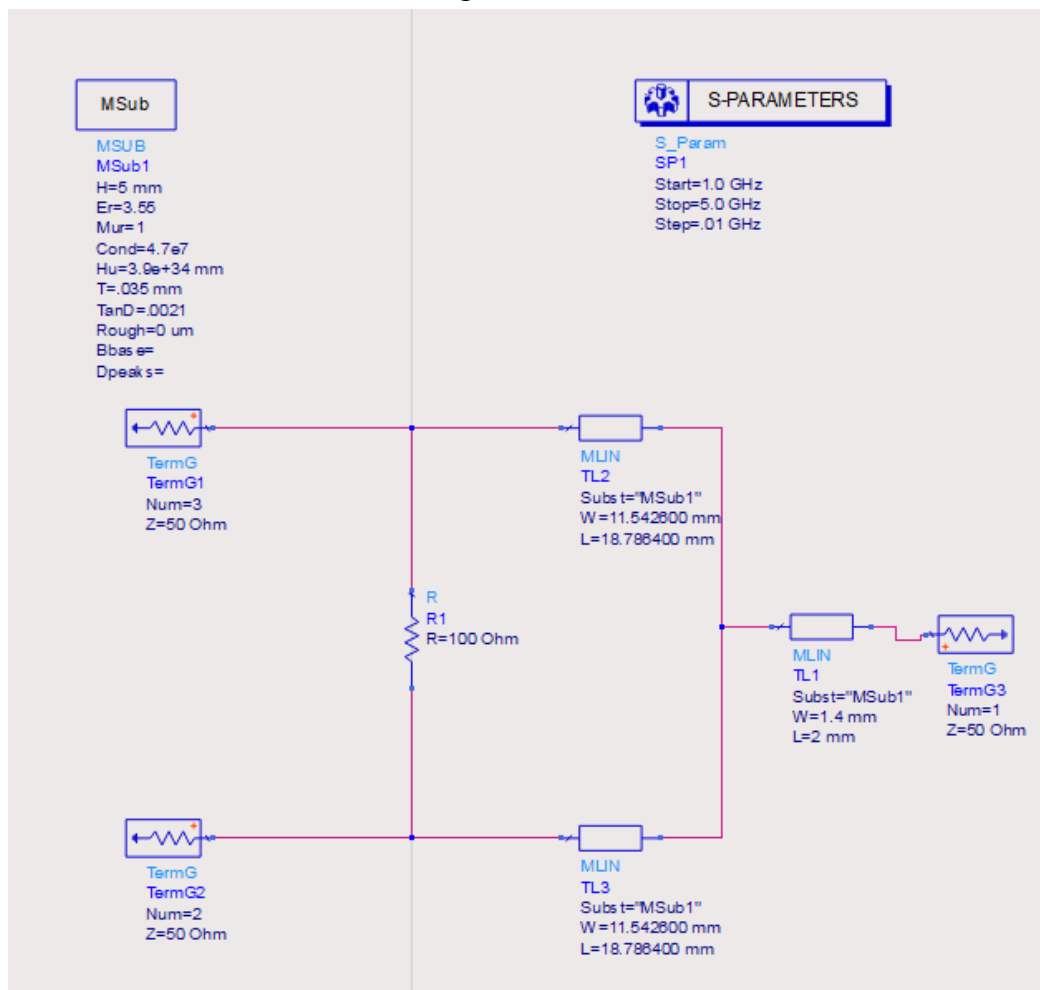 MSub
MSUB
MSub1
H=5 mm
Er=3.55
Mur=1
Cond=4.7e7
Hu=3.9e+34 mm
T=.035 mm
TanD=.0021
Rough=0 um
Bbase=
Dpeaks=
S-PARAMETERS
S_Param
SP1
Start=1.0 GHz
Stop=5.0 GHz
Step=.01 GHz
TermG
TermG1
Num=3
Z=50 Ohm
MLIN
TL2
Subst="MSub1"
W=11.542600 mm
L=18.786400 mm
R
R1
R=100 Ohm
MLIN
TL1
Subst="MSub1"
W=1.4 mm
L=2 mm
TermG
TermG3
Num=1
Z=50 Ohm
TermG
TermG2
Num=2
Z=50 Ohm
MLIN
TL3
Subst="MSub1"
W=11.542600 mm
L=18.786400 mm